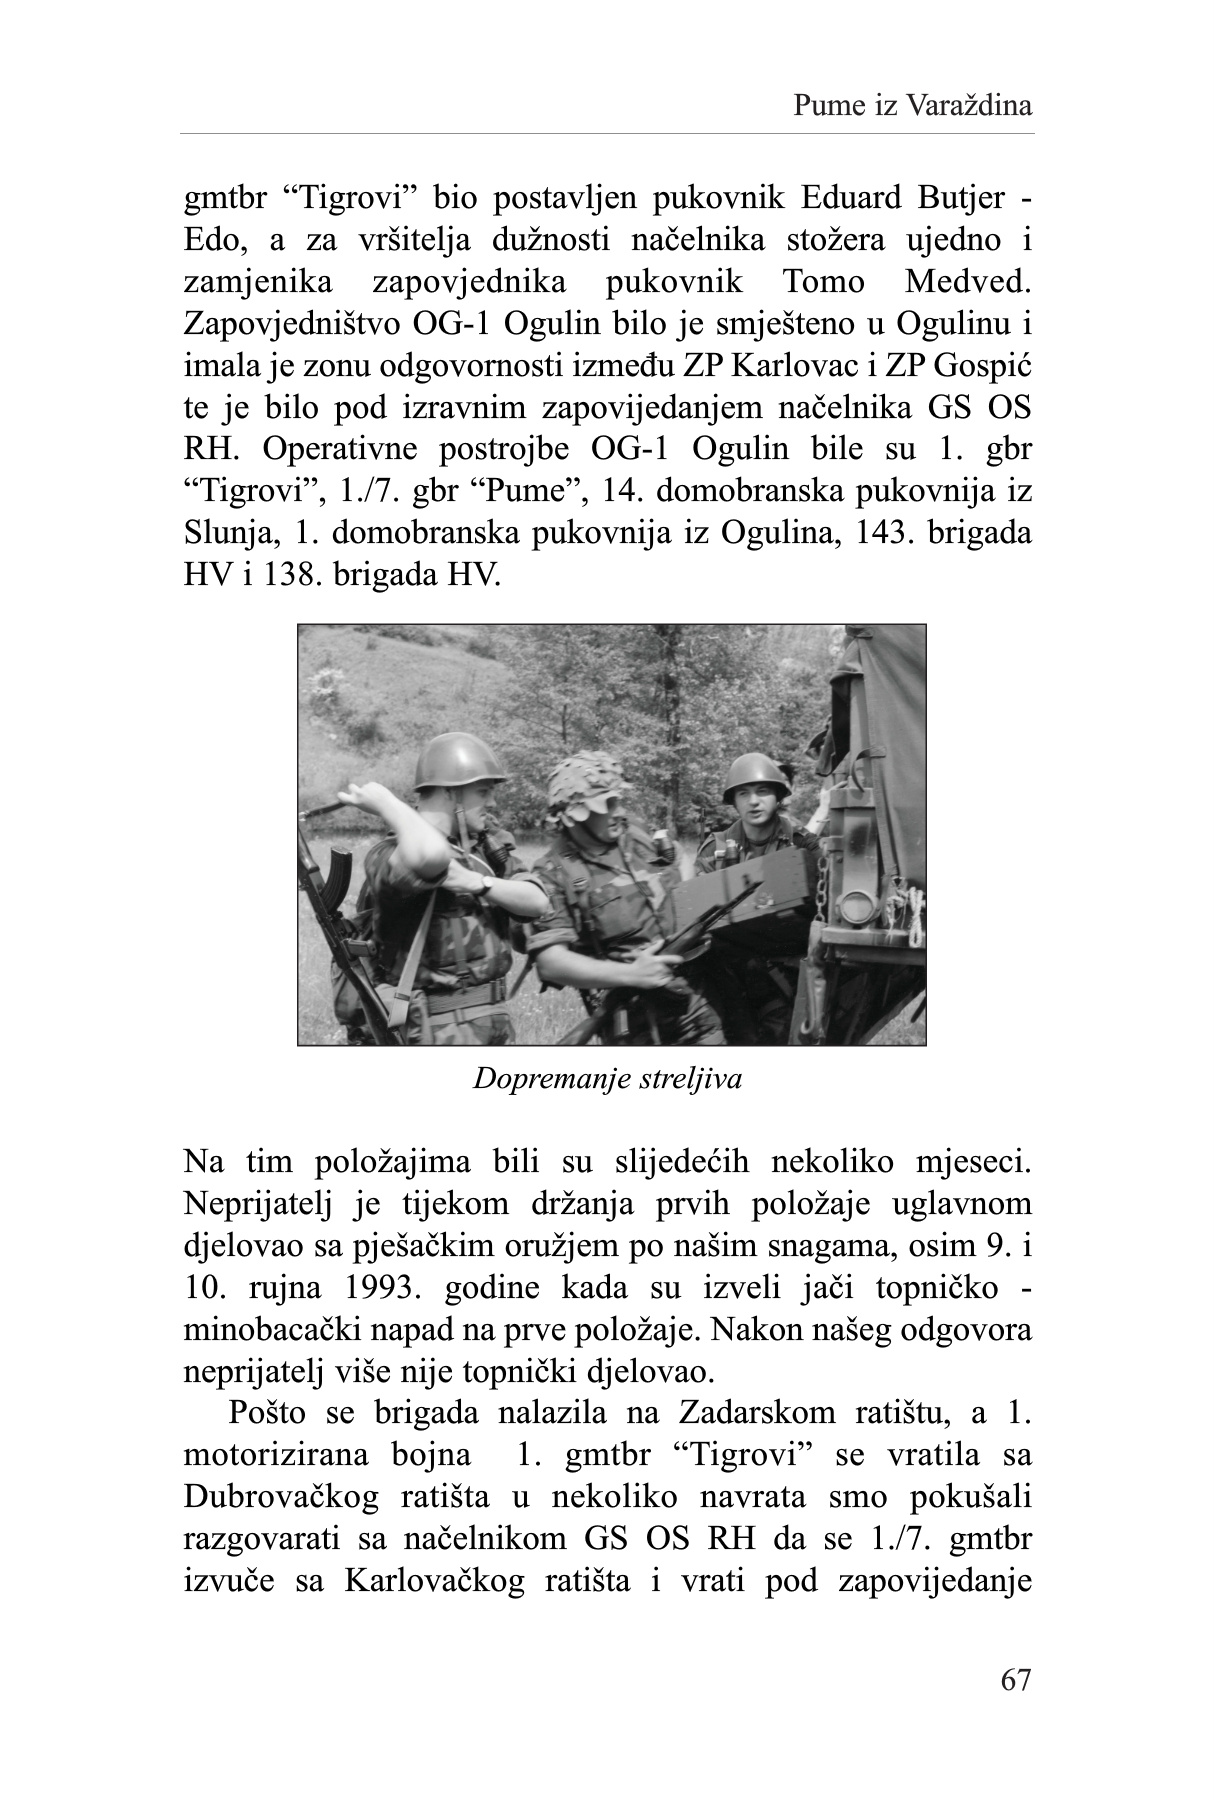 Pume iz Varaždina
gmtbr “Tigrovi” bio postavljen pukovnik Eduard Butjer -
Edo, a za vršitelja dužnosti načelnika stožera ujedno i
zamjenika zapovjednika pukovnik Tomo Medved.
Zapovjedništvo OG-1 Ogulin bilo je smješteno u Ogulinu i
imala je zonu odgovornosti između ZP Karlovac i ZP Gospić
te je bilo pod izravnim zapovijedanjem načelnika GS OS
RH. Operativne postrojbe OG-1 Ogulin bile su 1. gbr
“Tigrovi”, 1./7. gbr “Pume”, 14. domobranska pukovnija iz
Slunja, 1. domobranska pukovnija iz Ogulina, 143. brigada
HV i 138. brigada HV.
Dopremanje streljiva
Na tim položajima bili su slijedećih nekoliko mjeseci.
Neprijatelj je tijekom držanja prvih položaje uglavnom
djelovao sa pješačkim oružjem po našim snagama, osim 9. i
10. rujna 1993. godine kada su izveli jači topničko -
minobacački napad na prve položaje. Nakon našeg odgovora
neprijatelj više nije topnički djelovao.
Pošto se brigada nalazila na Zadarskom ratištu, a 1.
motorizirana bojna  1. gmtbr “Tigrovi” se vratila sa
Dubrovačkog ratišta u nekoliko navrata smo pokušali
razgovarati sa načelnikom GS OS RH da se 1./7. gmtbr
izvuče sa Karlovačkog ratišta i vrati pod zapovijedanje
67